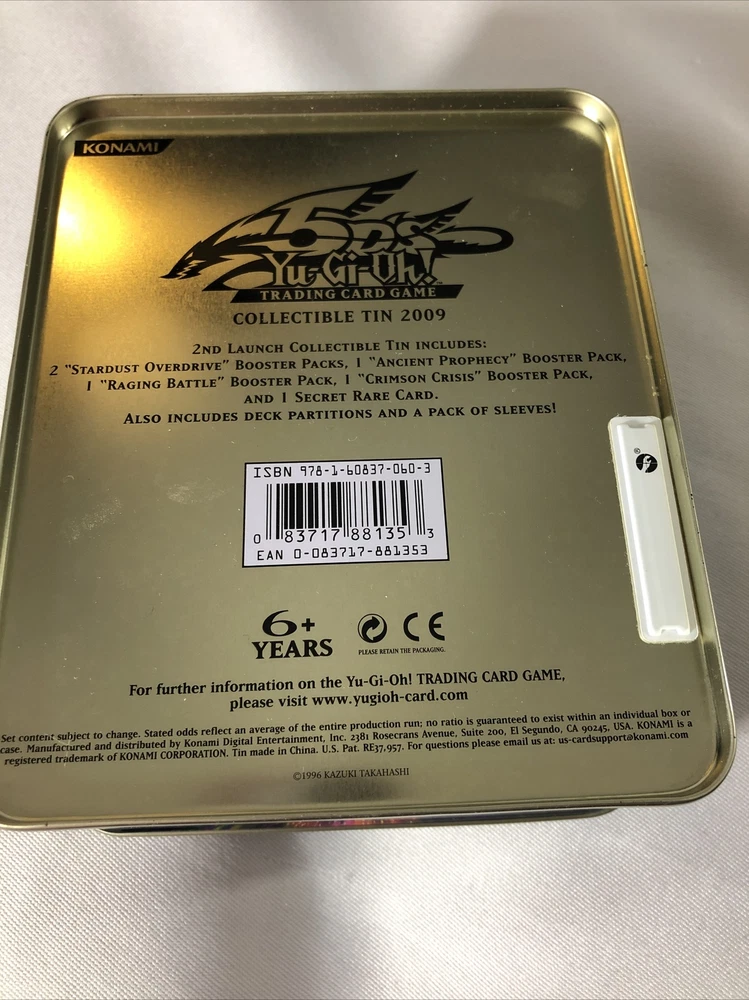 KONAMI
5D's
Yu-Gi-Oh!
TRADING CARD GAME
COLLECTIBLE TIN 2009
2ND LAUNCH COLLECTIBLE TIN INCLUDES:
2 "STARDUST OVERDRIVE" BOOSTER PACKS, 1 "ANCIENT PROPHECY" BOOSTER PACK,
1 "RAGING BATTLE" BOOSTER PACK, 1 "CRIMSON CRISIS" BOOSTER PACK,
AND 1 SECRET RARE CARD.
ALSO INCLUDES DECK PARTITIONS AND A PACK OF SLEEVES!
ISBN 978-1-60837-060-3
0 83717 88135 3
EAN 0-083717-881353
6+
YEARS
CE
PLEASE RETAIN THE PACKAGING.
For further information on the Yu-Gi-Oh! TRADING CARD GAME,
please visit www.yugioh-card.com
Set content subject to change. Stated odds reflect an average of the entire production run; no ratio is guaranteed to exist within an individual box or
case. Manufactured and distributed by Konami Digital Entertainment, Inc. 2381 Rosecrans Avenue, Suite 200, El Segundo, CA 90245, USA. KONAMI is a
registered trademark of KONAMI CORPORATION. Tin made in China. U.S. Pat. RE37,957. For questions please email us at: us-cardsupport@konami.com
©1996 KAZUKI TAKAHASHI